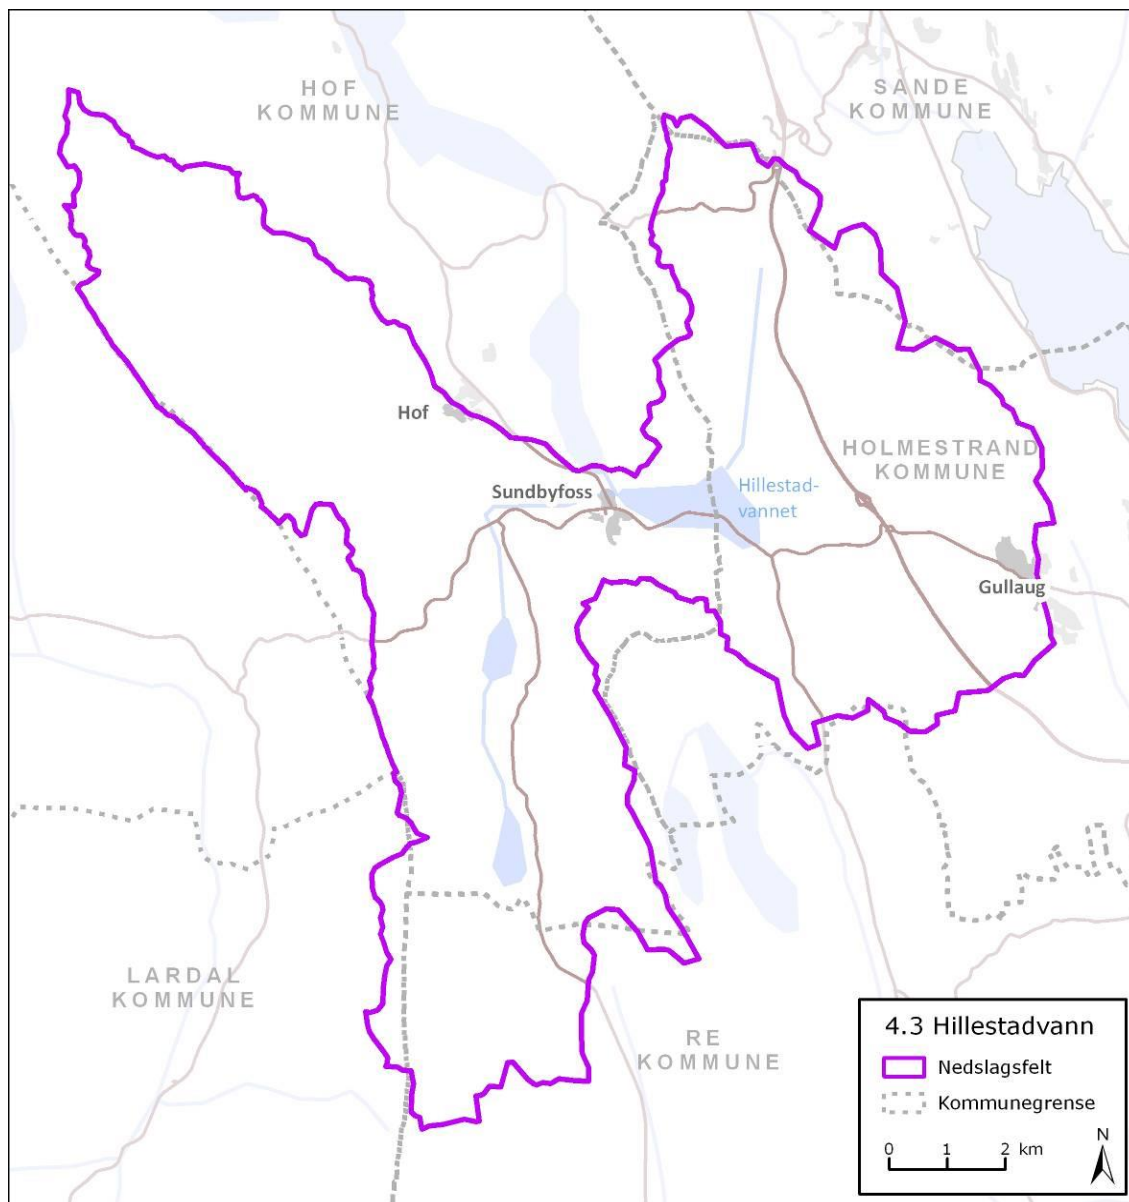 HOF
KOMMUNE
SANDE
KOMMUNE
Hof
HOLMESTRAND
KOMMUNE
Sundbyfoss
Hillestad-
vannet
Gullaug
LARDAL
KOMMUNE
RE
KOMMUNE
4.3 Hillestadvann
Nedslagsfelt
Kommunegrense
0 1 2 km
N